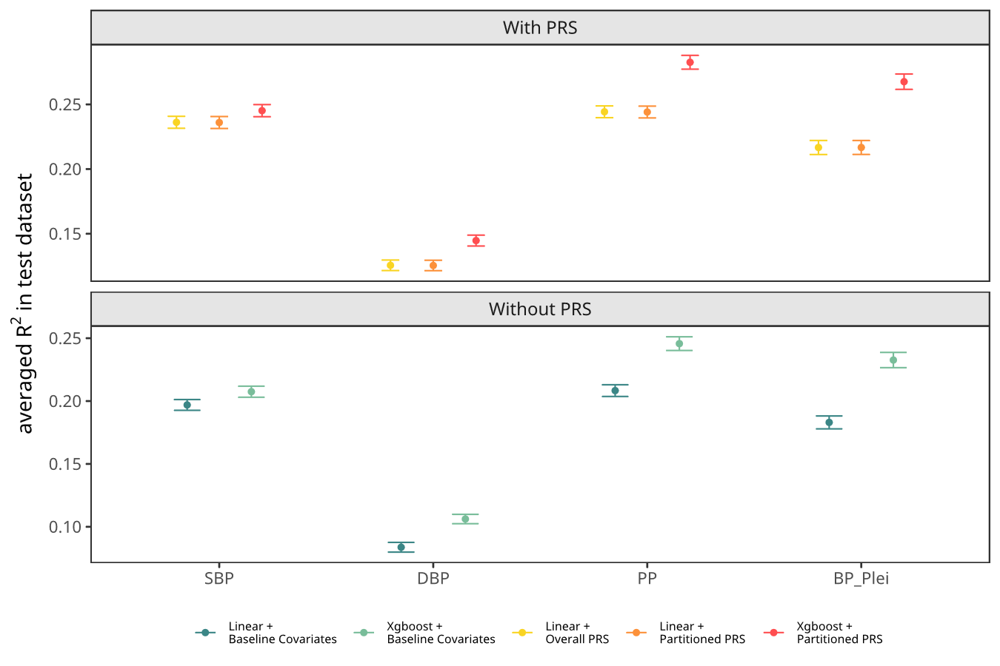 With PRS
0.25
0.20
0.15
averaged R² in test dataset
Without PRS
0.25
0.20
0.15
0.10
SBP DBP PP BP_Plei
Linear +
Baseline Covariates
Xgboost +
Baseline Covariates
Linear +
Overall PRS
Linear +
Partitioned PRS
Xgboost +
Partitioned PRS